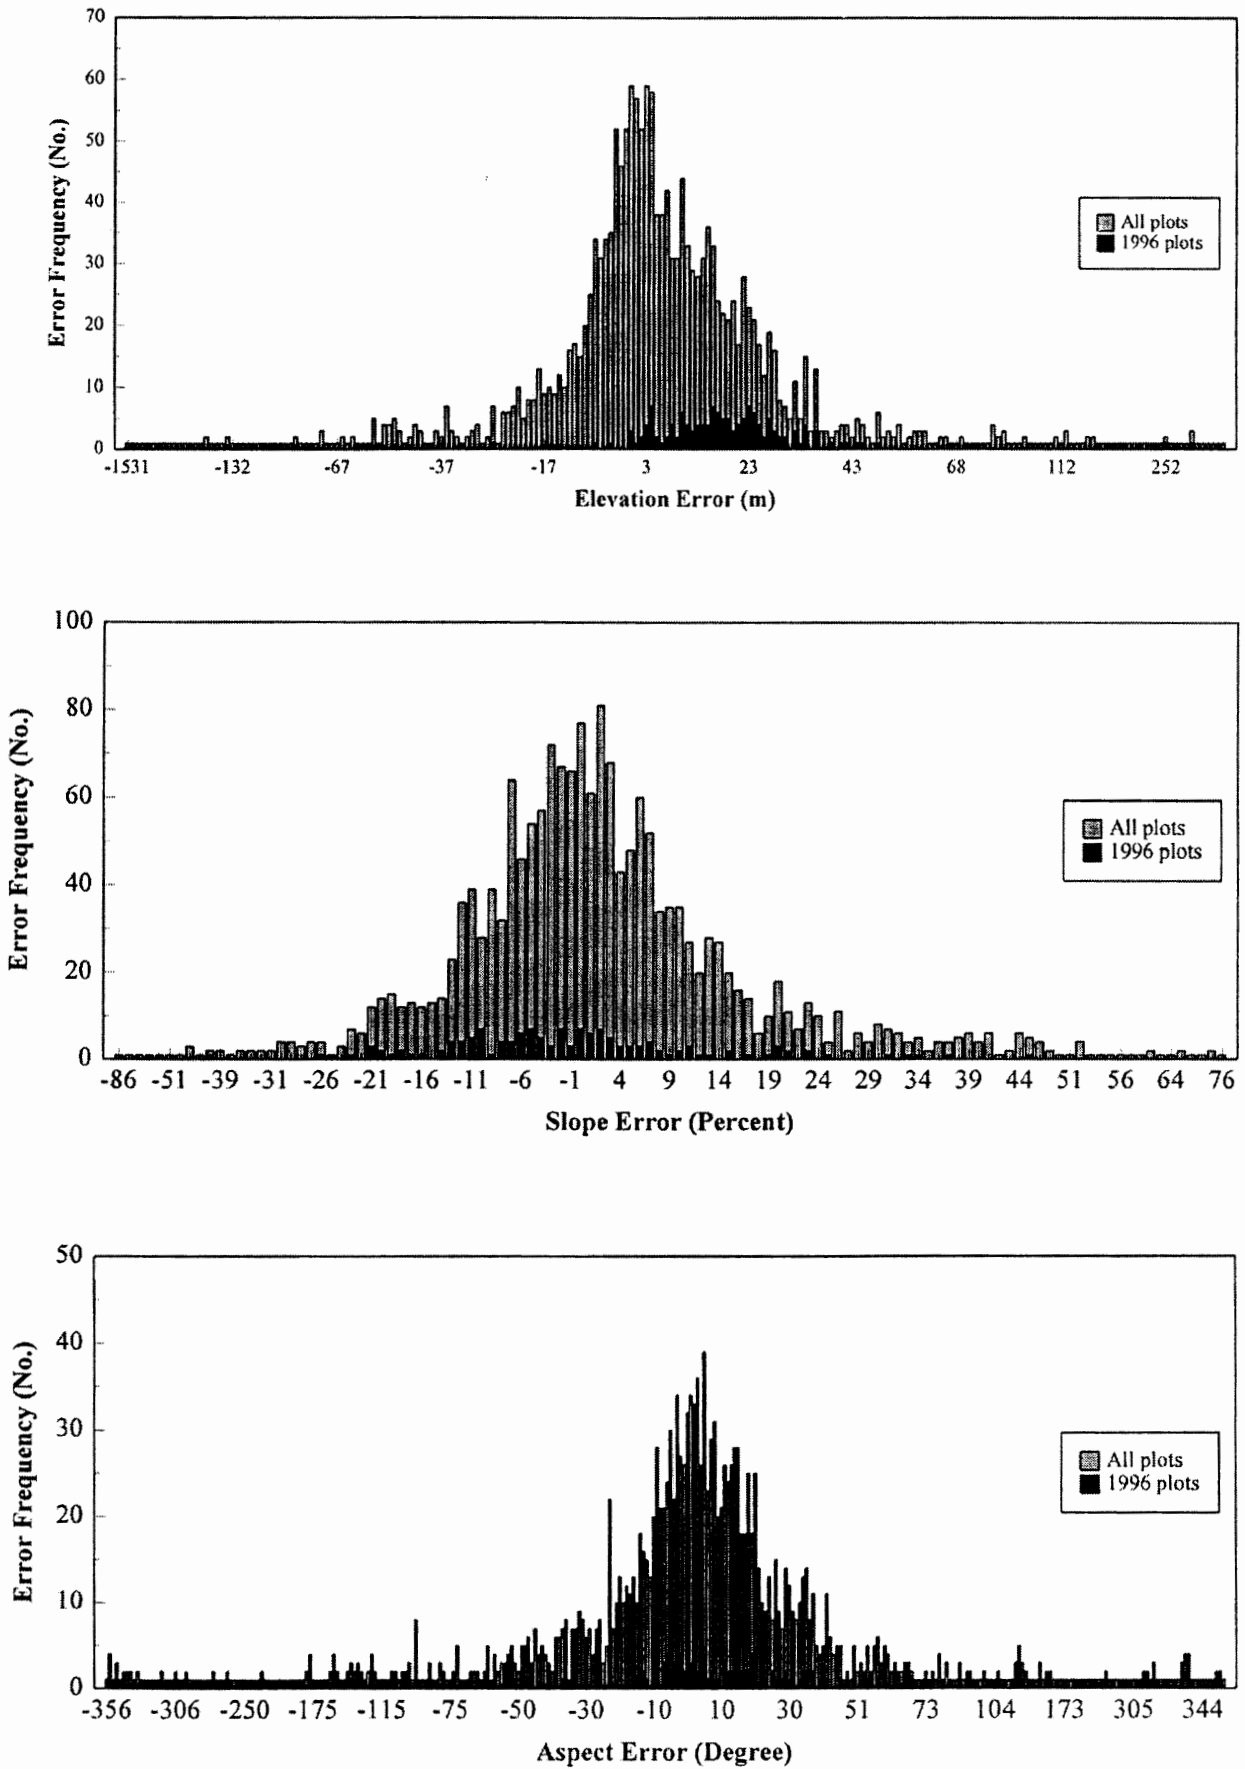 70
60
50
40
30
20
10
0
Error Frequency (No.)
All plots
1996 plots
-1531 -132 -67 -37 -17 3 23 43 68 112 252
Elevation Error (m)
100
80
60
40
20
0
Error Frequency (No.)
All plots
1996 plots
-86 -51 -39 -31 -26 -21 -16 -11 -6 -1 4 9 14 19 24 29 34 39 44 51 56 64 76
Slope Error (Percent)
50
40
30
20
10
0
Error Frequency (No.)
All plots
1996 plots
-356 -306 -250 -175 -115 -75 -50 -30 -10 10 30 51 73 104 173 305 344
Aspect Error (Degree)